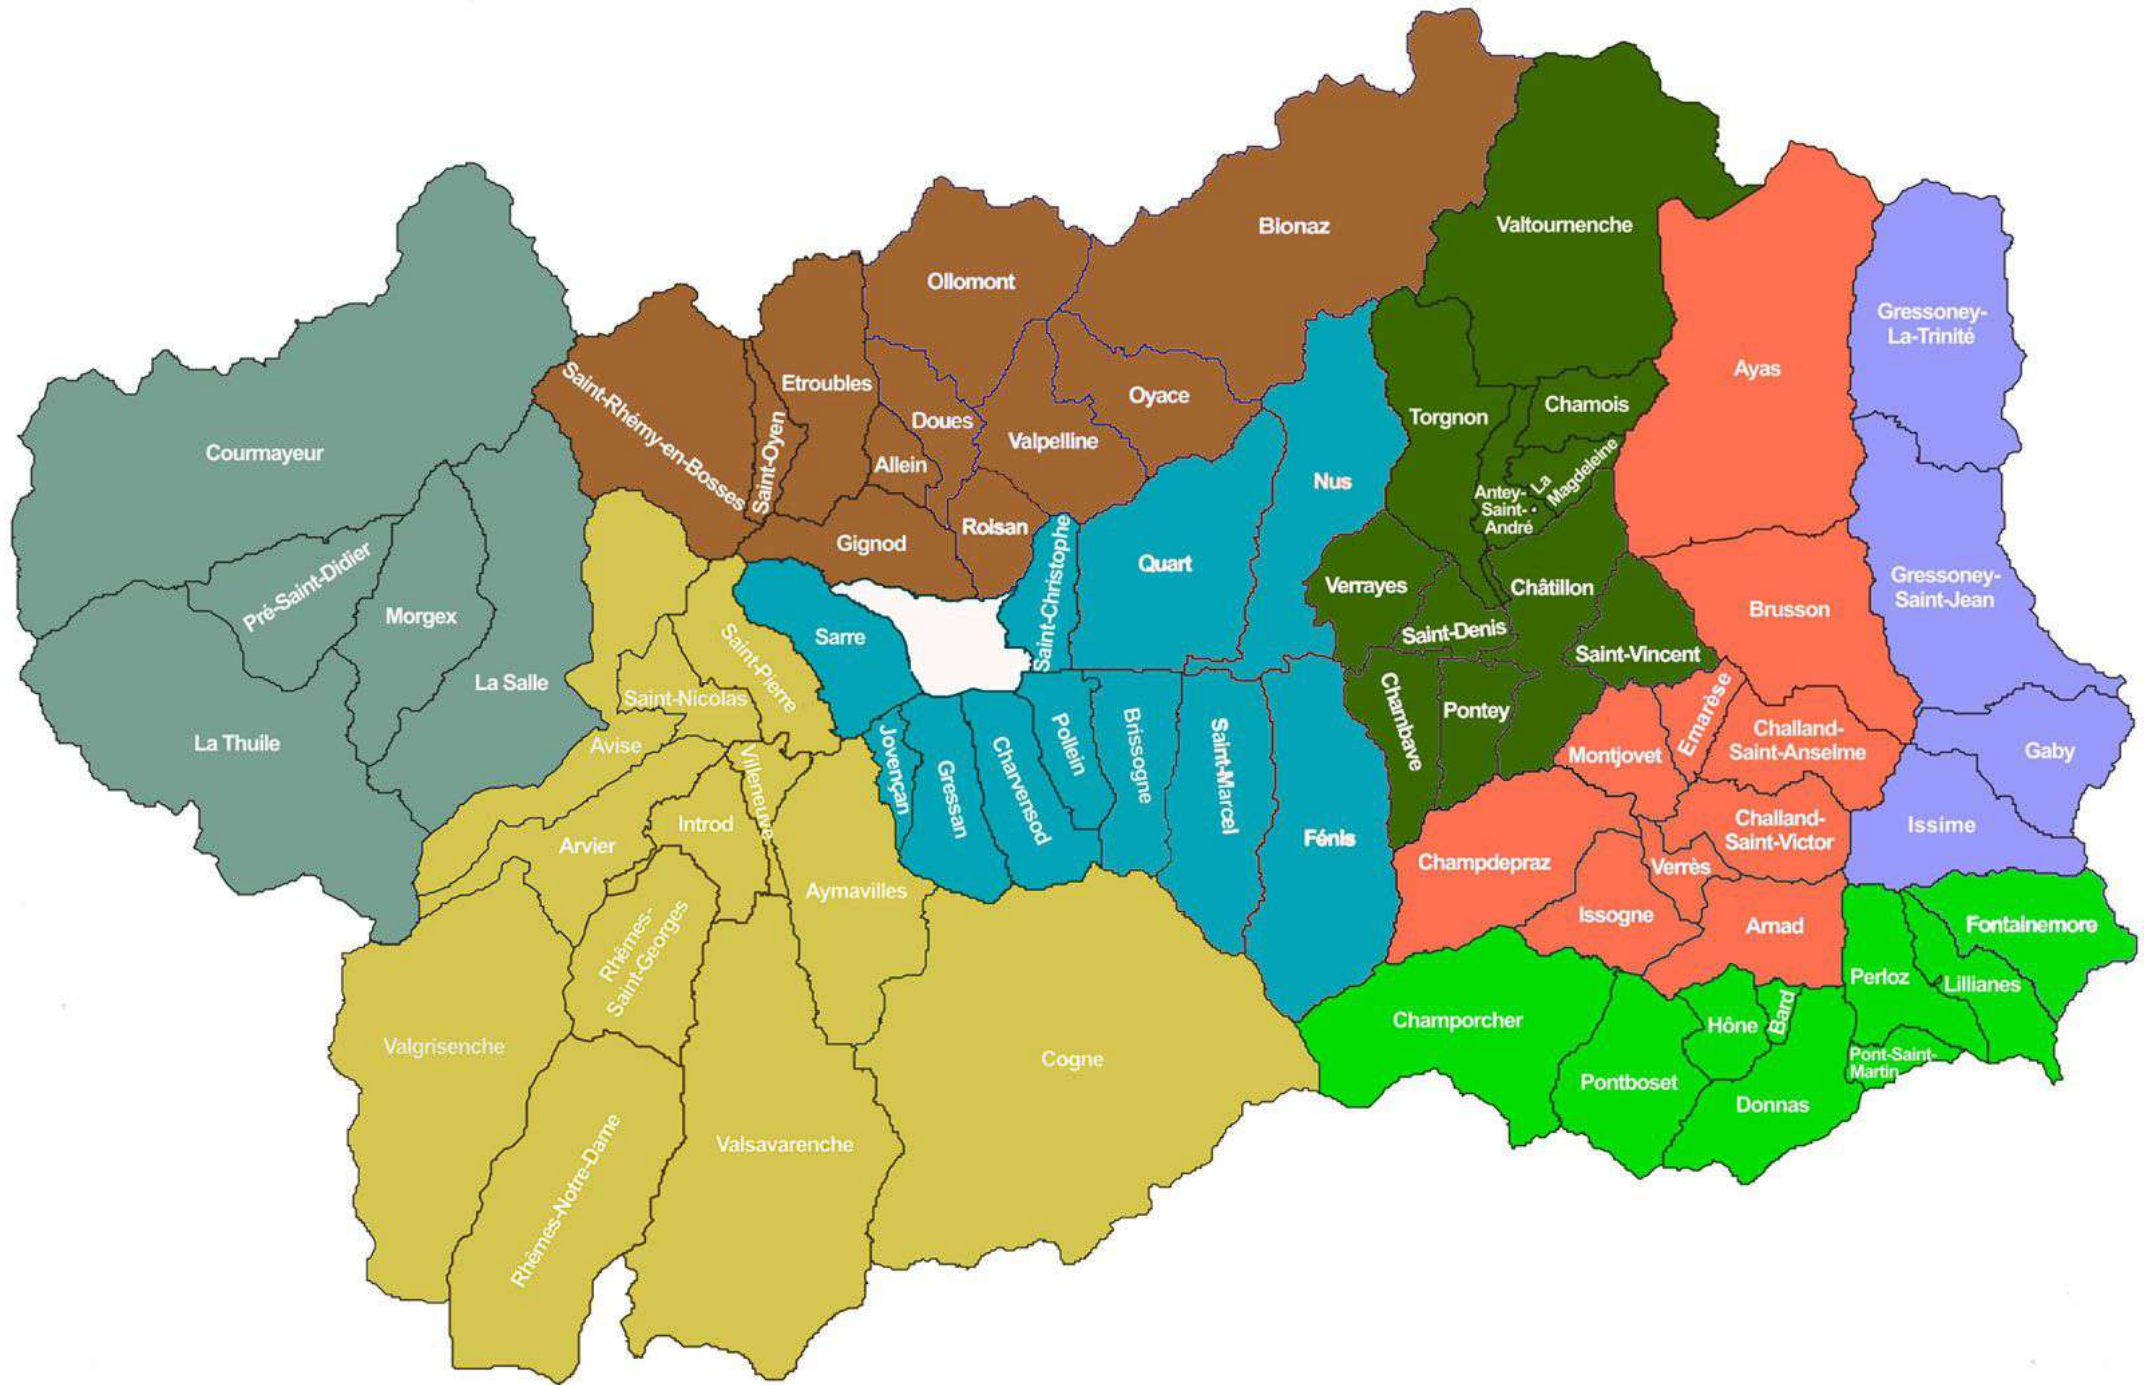 Bionaz
Valtournenche
Ollomont
Gressoney-
La-Trinité
Ayas
Etroubles
Saint-Rhémy-en-Bosses
Saint-Oyen
Oyace
Chamois
Doues
Torgnon
Valpelline
Courmayeur
Allein
La
Magdeleine
Nus
Antey-
Saint-
André
Roisan
Gignod
Saint-Christophe
Quart
Pré-Saint-Didier
Verrayes
Châtillon
Gressoney-
Saint-Jean
Brusson
Morgex
Sarre
Saint-Denis
Saint-Vincent
Saint-Pierre
La Salle
Saint-Nicolas
Emarèse
Chambave
Pontey
La Thuile
Avise
Montjovet
Challand-
Saint-Anselme
Gaby
Villeneuve
Jovençan
Gressan
Charvensod
Pollein
Brissogne
Saint-Marcel
Introd
Arvier
Fénis
Challand-
Saint-Victor
Issime
Champdepraz
Verrès
Aymavilles
Issogne
Arnad
Fontainemore
Rhêmes-
Saint-Georges
Perloz
Lillianes
Champorcher
Hône
Bard
Valgrisenche
Cogne
Pont-Saint-
Martin
Pontboset
Donnas
Valsavarenche
Rhêmes-Notre-Dame